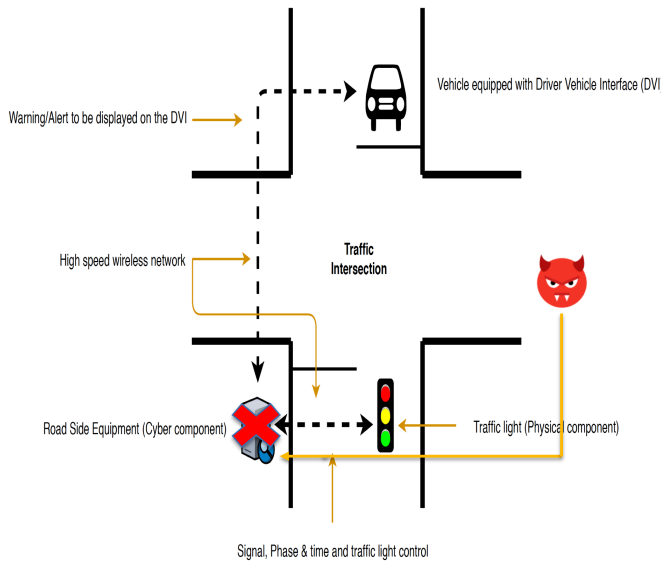 Vehicle equipped with Driver Vehicle Interface (DVI
Warning/Alert to be displayed on the DVI
Traffic
Intersection
High speed wireless network
Road Side Equipment (Cyber component)
Traffic light (Physical component)
Signal, Phase & time and traffic light control